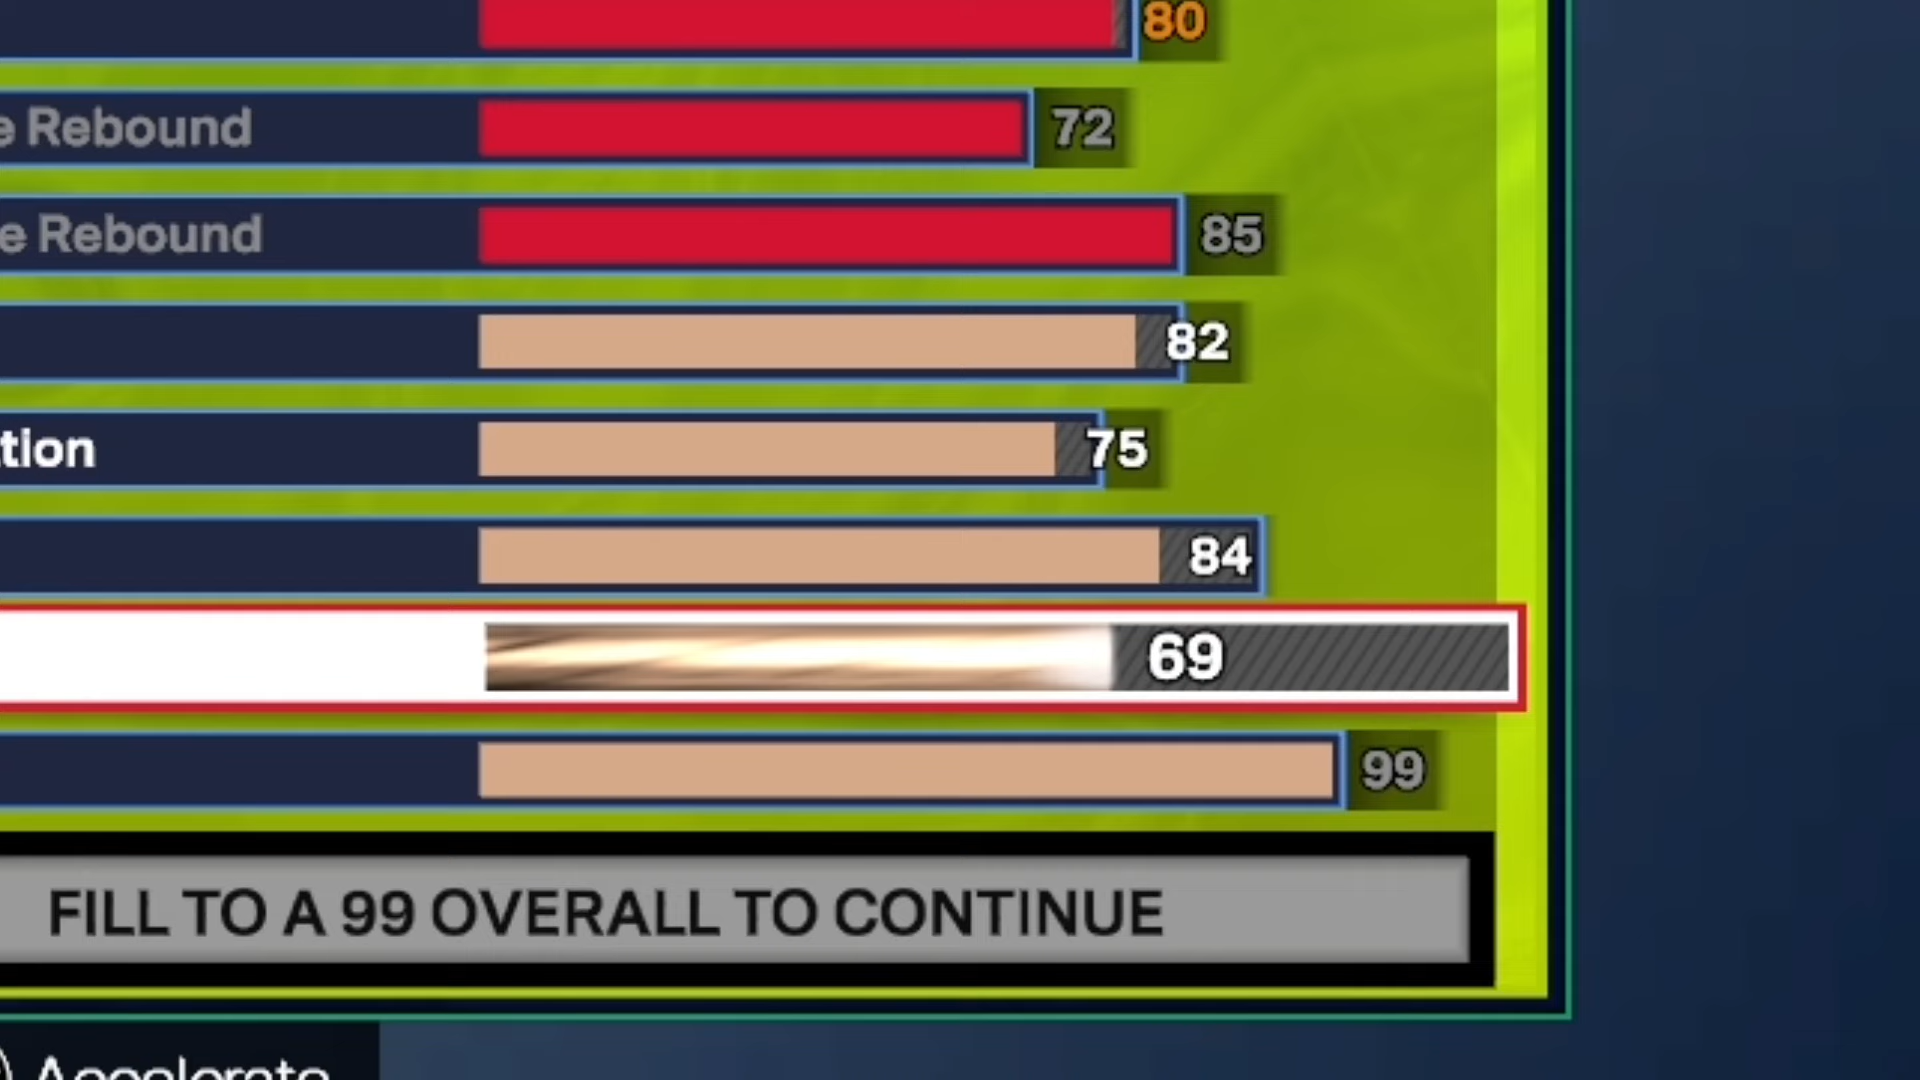 80
e Rebound 72
e Rebound 85
82
tion 75
84
69
99
FILL TO A 99 OVERALL TO CONTINUE
Accelerate